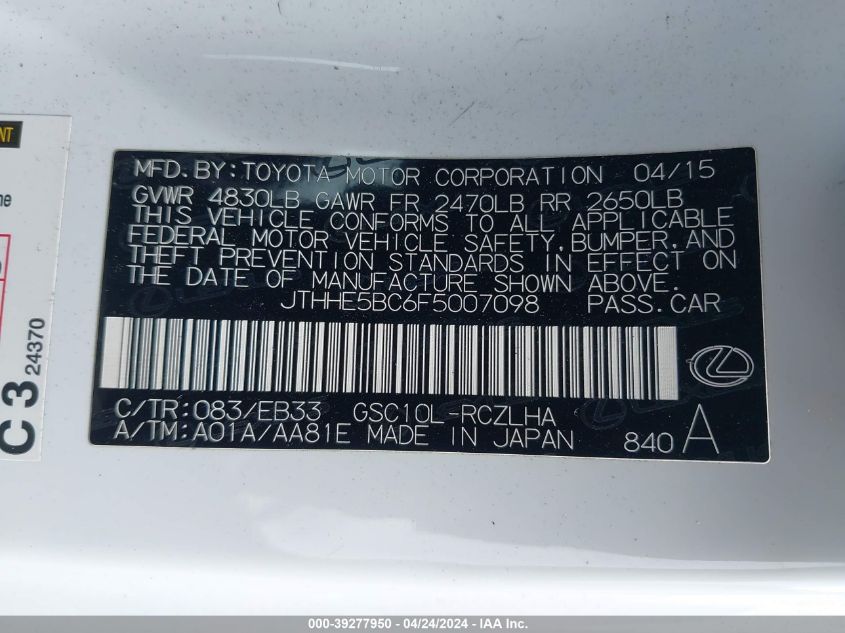 MFD.BY:TOYOTA MOTOR CORPORATION 04/15
GVWR 4830LB GAWR FR 2470LB RR 2650LB
THIS VEHICLE CONFORMS TO ALL APPLICABLE
FEDERAL MOTOR VEHICLE SAFETY,BUMPER,AND
THEFT PREVENTION STANDARDS IN EFFECT ON
THE DATE OF MANUFACTURE SHOWN ABOVE.
JTHHE5BC6F5007098 PASS.CAR
C/TR:083/EB33 GSC10L-RCZLHA
A/TM:A01A/AA81E MADE IN JAPAN 840 A
C3 24370
000-39277950 - 04/24/2024 - IAA Inc.